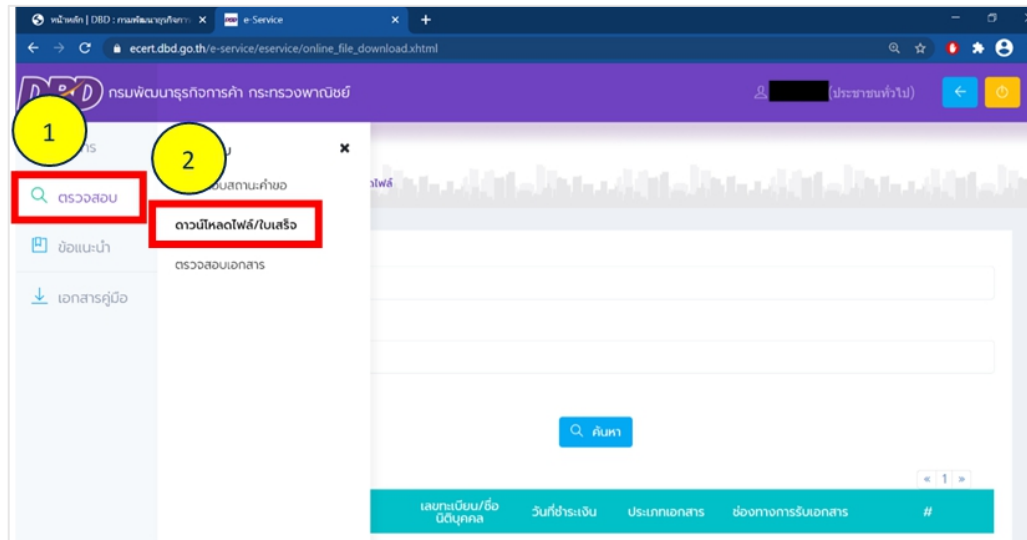 หน้าหลัก | DBD : กรมพัฒนาธุรกิจการ
e-Service
ecert.dbd.go.th/e-service/eservice/online_file_download.xhtml
DBD กรมพัฒนาธุรกิจการค้า กระทรวงพาณิชย์
(ประชาชนทั่วไป)
1
2
ตรวจสอบ
ดาวน์โหลดไฟล์/ใบเสร็จ
ข้อแนะนำ
ตรวจสอบเอกสาร
เอกสารคู่มือ
ค้นหา
« 1 »
เลขทะเบียน/ชื่อ
นิติบุคคล
วันที่ชำระเงิน
ประเภทเอกสาร
ช่องทางการรับเอกสาร
#